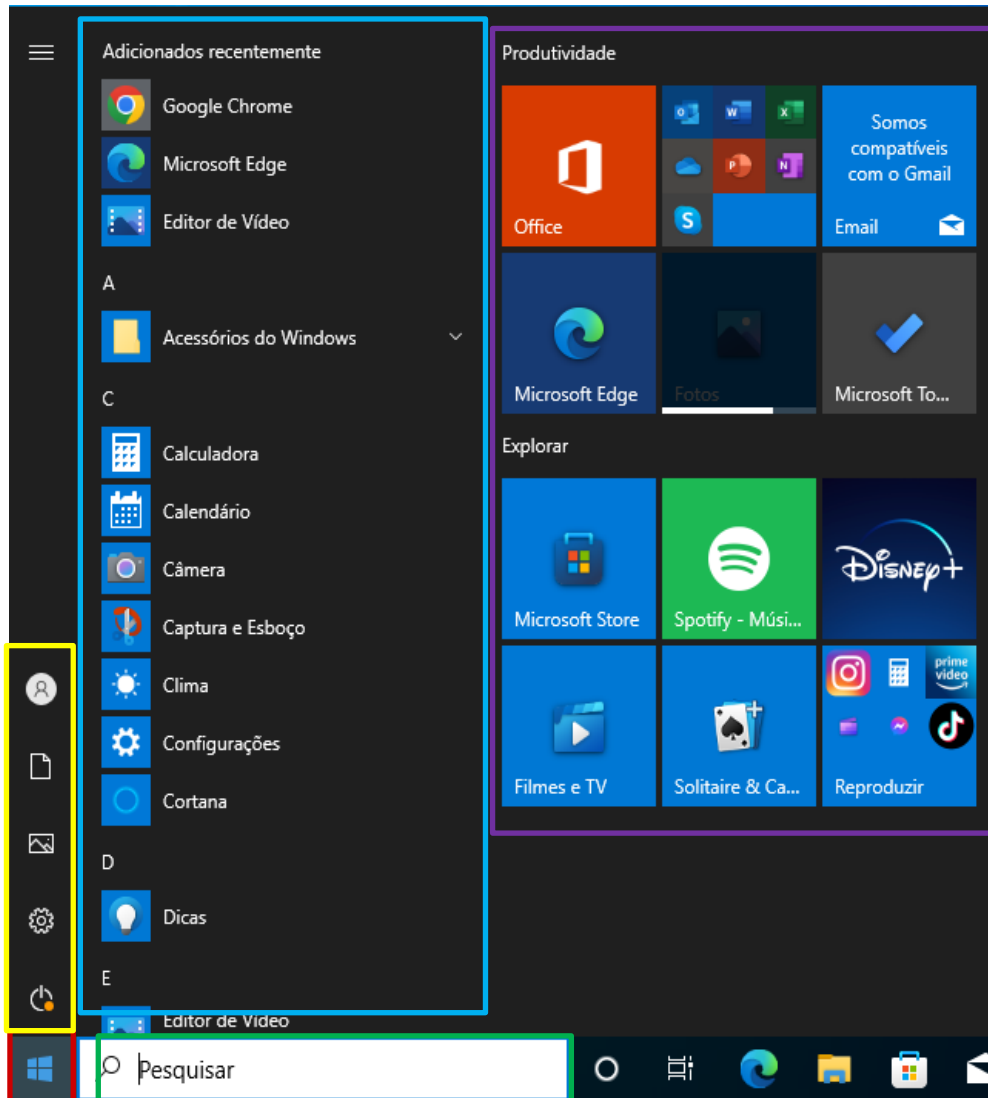 Adicionados recentemente
Google Chrome
Microsoft Edge
Editor de Vídeo
A
Acessórios do Windows
C
Calculadora
Calendário
Câmera
Captura e Esboço
Clima
Configurações
Cortana
D
Dicas
E
Editor de Vídeo
Pesquisar
Produtividade
Office
Somos
compatíveis
com o Gmail
Email
Microsoft Edge
Fotos
Microsoft To...
Explorar
Microsoft Store
Spotify - Músi...
Disney+
Filmes e TV
Solitaire & Ca...
prime
video
Reproduzir